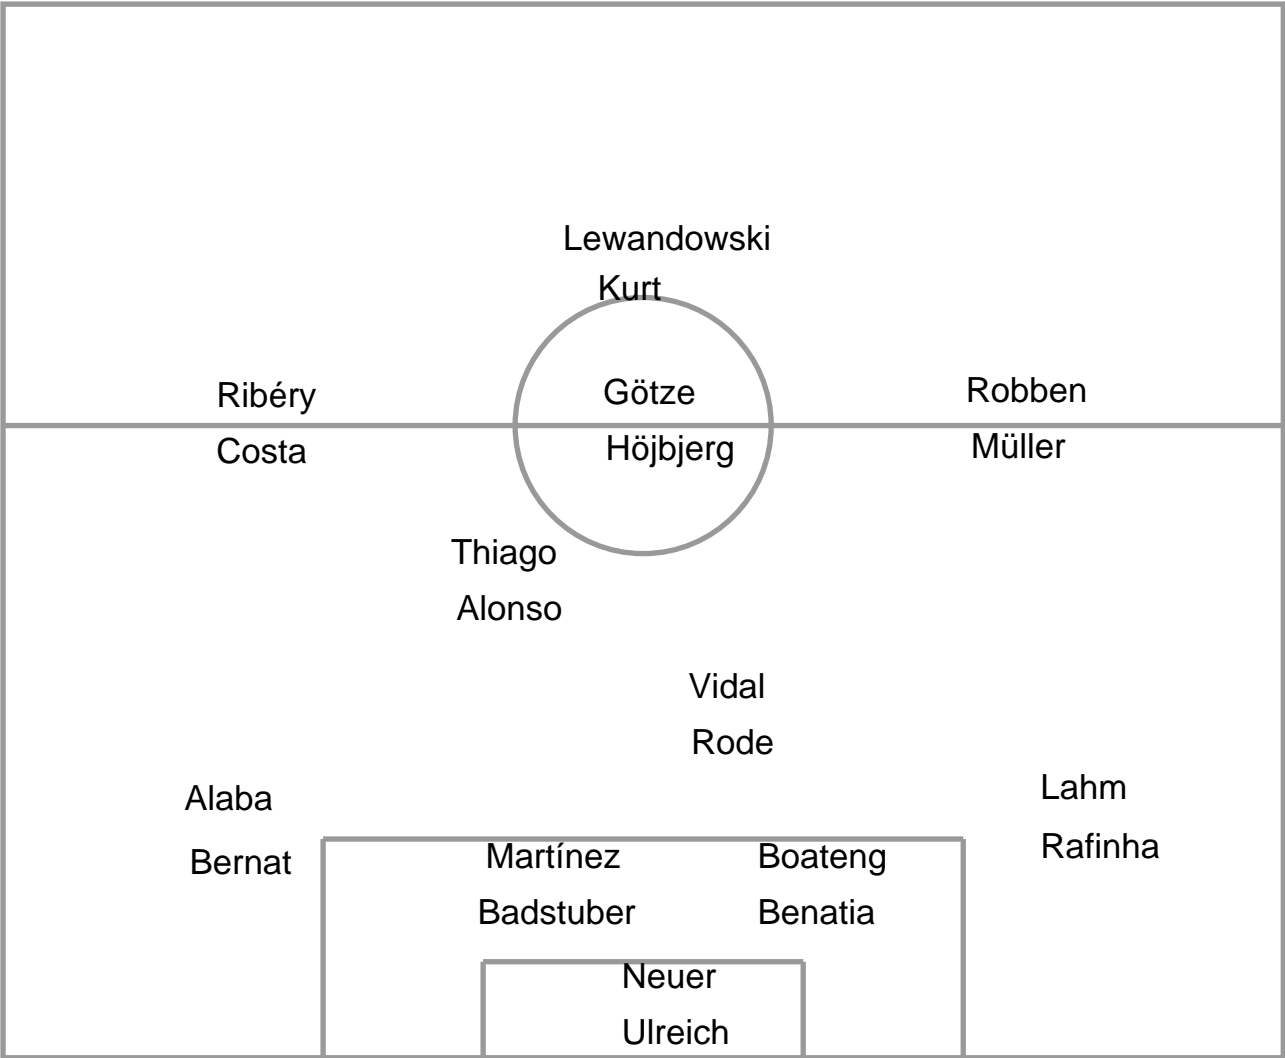 Lewandowski
Kurt
Ribéry
Götze
Robben
Costa
Höjbjerg
Müller
Thiago
Alonso
Vidal
Rode
Alaba
Lahm
Bernat
Rafinha
Martínez
Boateng
Badstuber
Benatia
Neuer
Ulreich